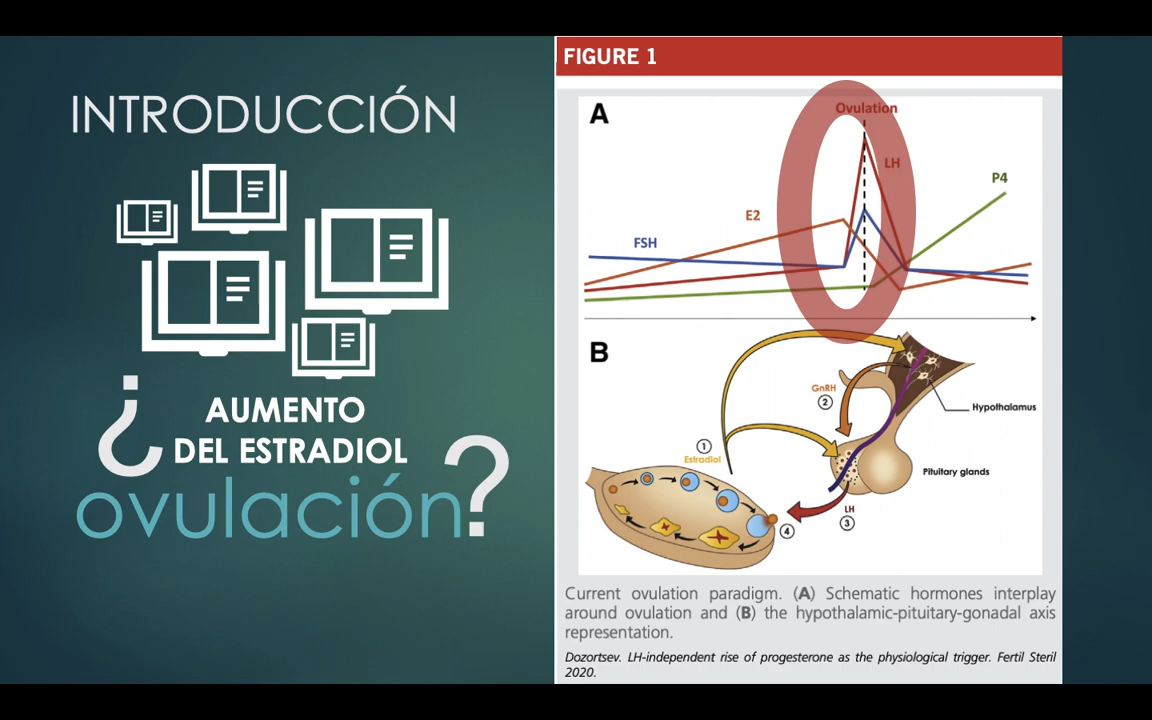 INTRODUCCIÓN
¿ AUMENTO
DEL ESTRADIOL
ovulación?
FIGURE 1
A
Ovulation
LH
P4
E2
FSH
B
GnRH
2
Hypothalamus
1
Estradiol
Pituitary glands
LH
3
4
Current ovulation paradigm. (A) Schematic hormones interplay
around ovulation and (B) the hypothalamic-pituitary-gonadal axis
representation.
Dozortsev. LH-independent rise of progesterone as the physiological trigger. Fertil Steril
2020.